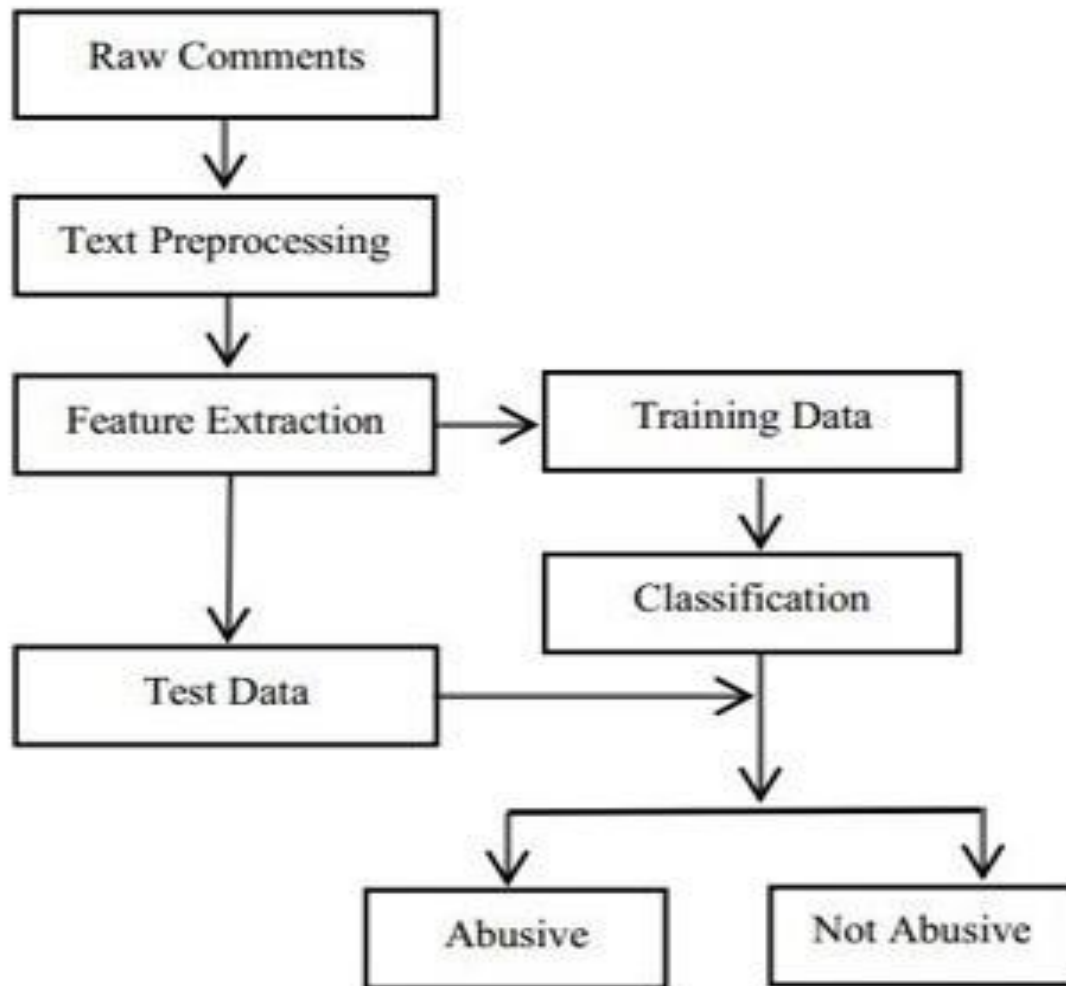 Raw Comments
Text Preprocessing
Feature Extraction
Training Data
Classification
Test Data
Abusive
Not Abusive